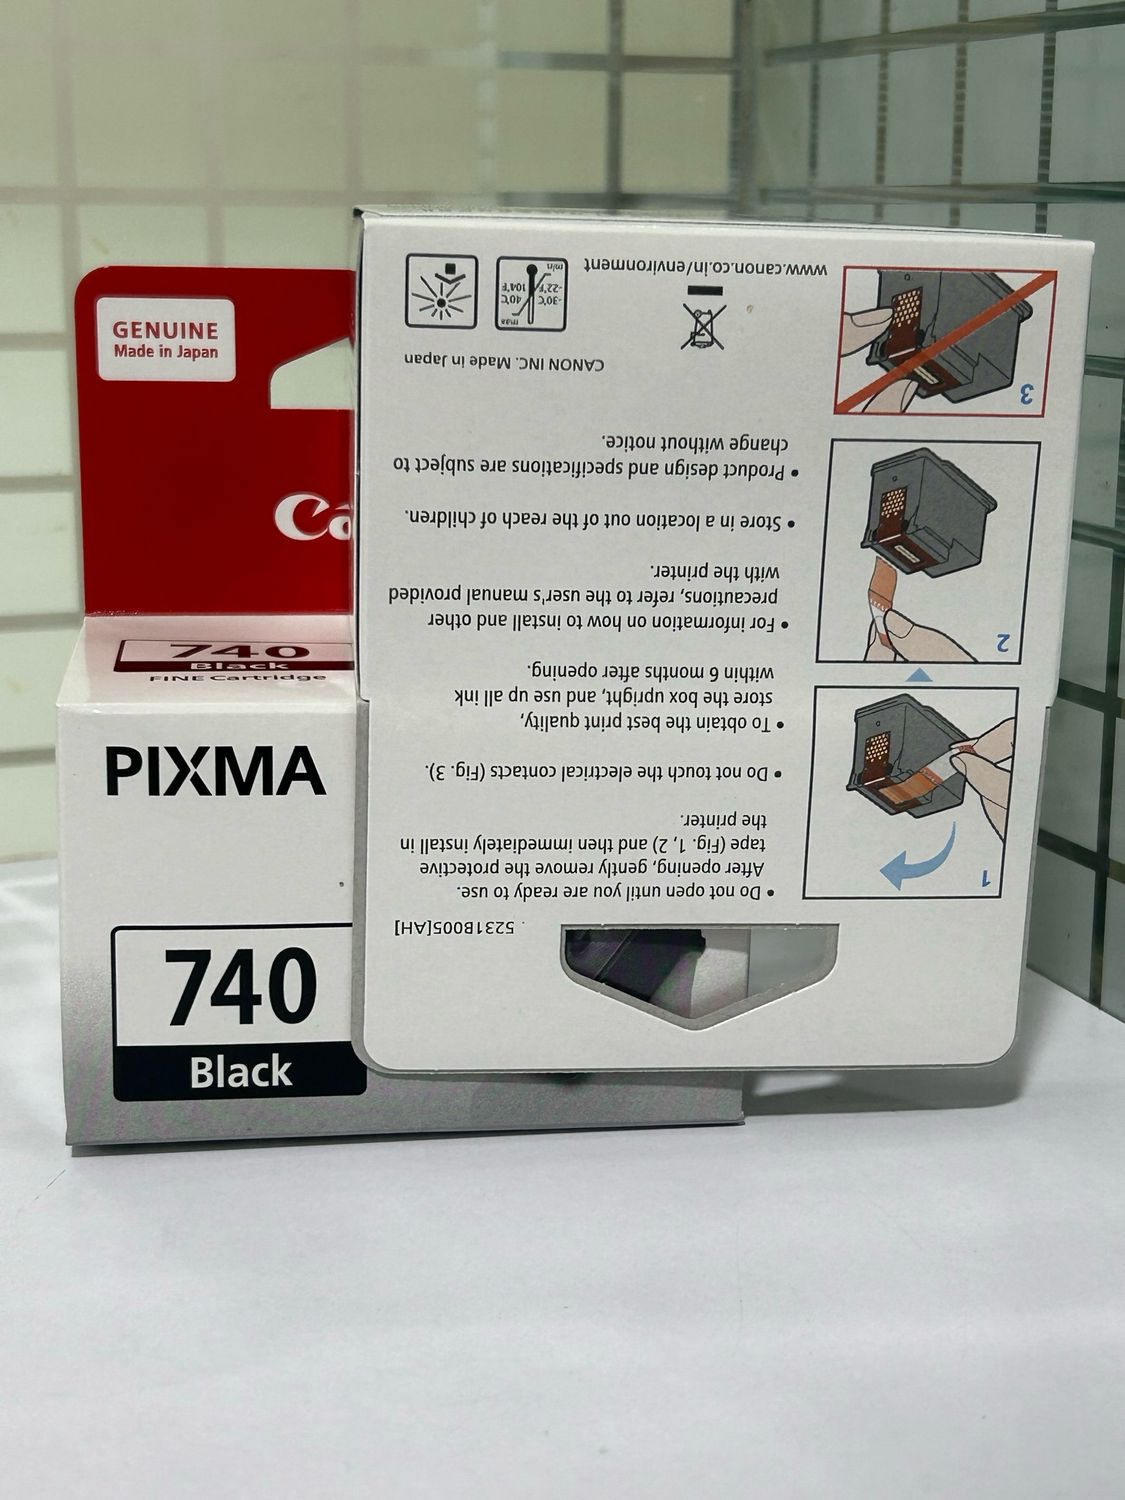 GENUINE
Made in Japan
Ca
740
Black
FINE Cartridge
PIXMA
740
Black
5231B005[AH]
• Do not open until you are ready to use.
After opening, gently remove the protective
tape (Fig. 1, 2) and then immediately install in
the printer.
• Do not touch the electrical contacts (Fig. 3).
• To obtain the best print quality,
store the box upright, and use up all ink
within 6 months after opening.
• For information on how to install and other
precautions, refer to the user's manual provided
with the printer.
• Store in a location out of the reach of children.
• Product design and specifications are subject to
change without notice.
CANON INC. Made in Japan
www.canon.co.in/environment
max
-30˚C 40˚C
-22˚F 104˚F
min
1
2
3